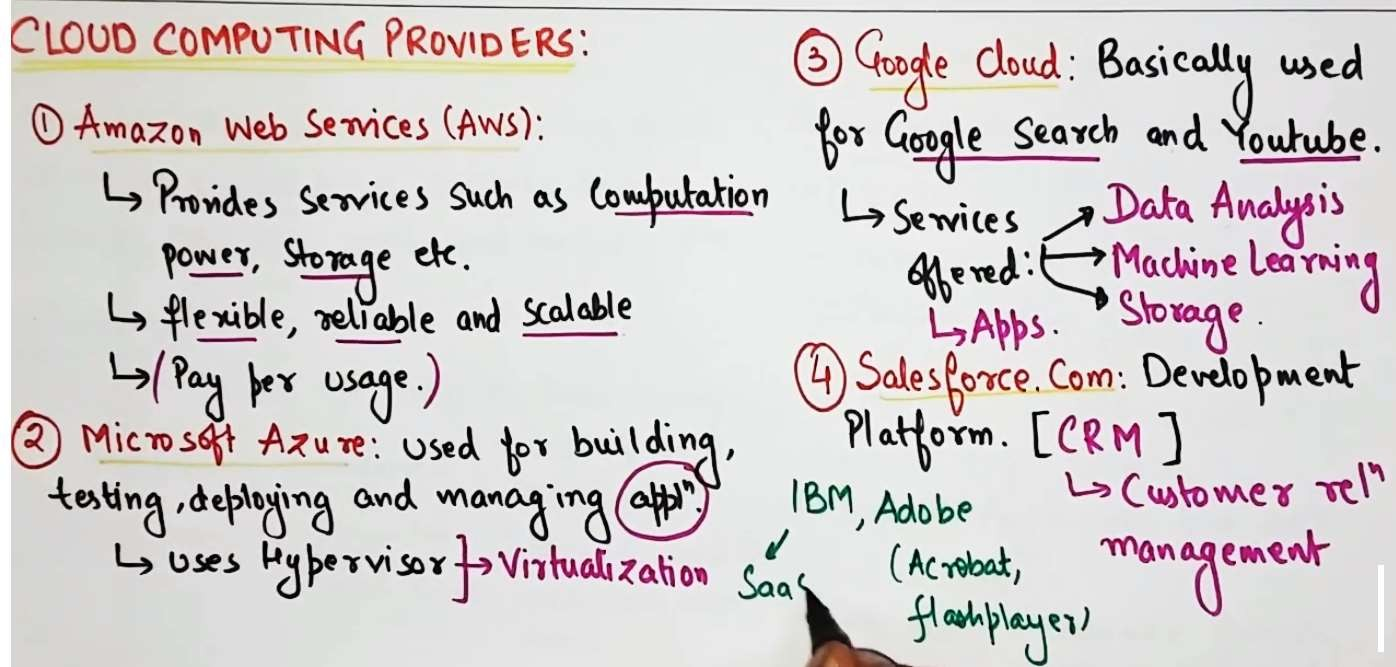 CLOUD COMPUTING PROVIDERS:
① Amazon Web Services (AWS):
↳ Provides services such as Computation
power, Storage etc.
↳ flexible, reliable and scalable
↳ (Pay per usage.)
② Microsoft Azure: used for building,
testing, deploying and managing applⁿ.
↳ uses Hypervisor } → Virtualization
③ Google Cloud: Basically used
for Google Search and Youtube.
↳ Services → Data Analysis
offered: → Machine Learning
→ Storage.
↳ Apps.
④ Salesforce.Com: Development
Platform. [CRM]
↳ Customer relⁿ
management
IBM, Adobe
(Acrobat,
flashplayer)
SaaS